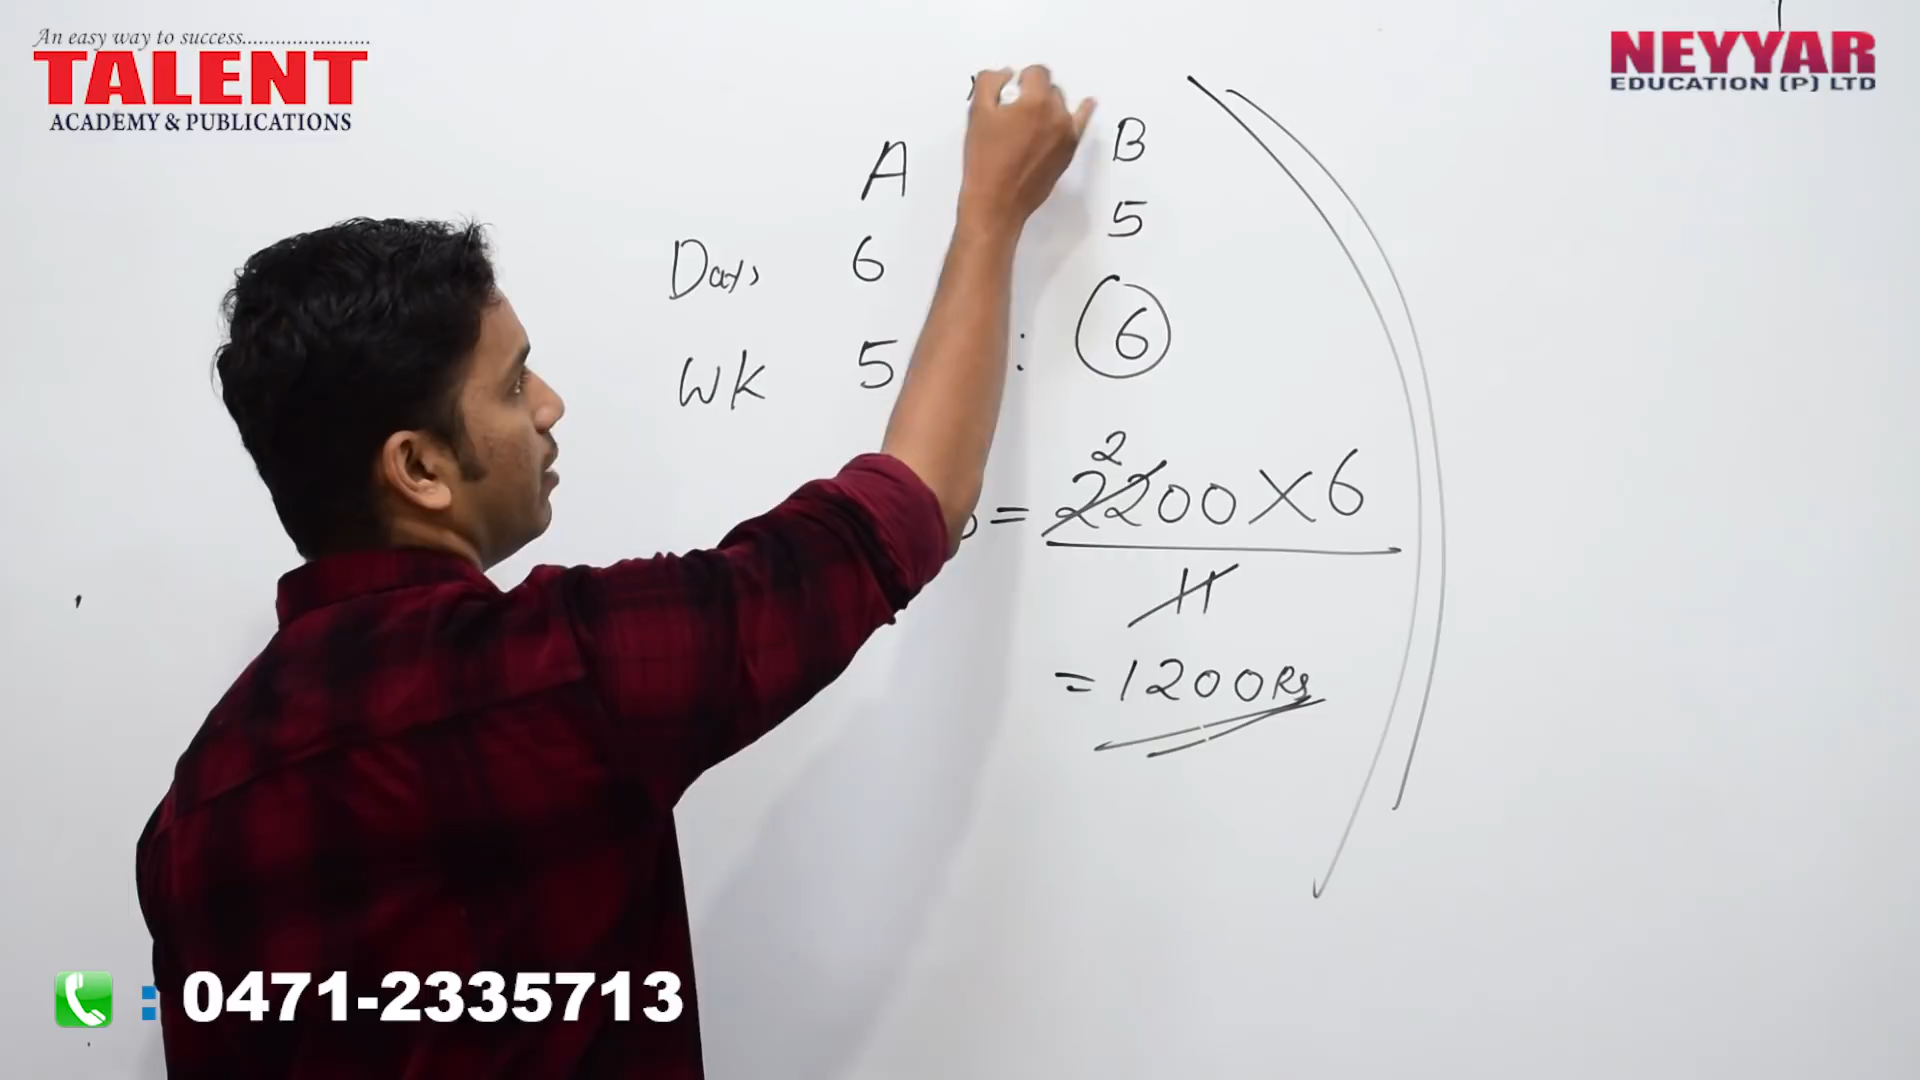 An easy way to success......................
TALENT
ACADEMY & PUBLICATIONS
NEYYAR
EDUCATION (P) LTD
A B
Days 6 5
WK 5 : 6
2
= 2200 X 6
11
= 1200 Rs
: 0471-2335713